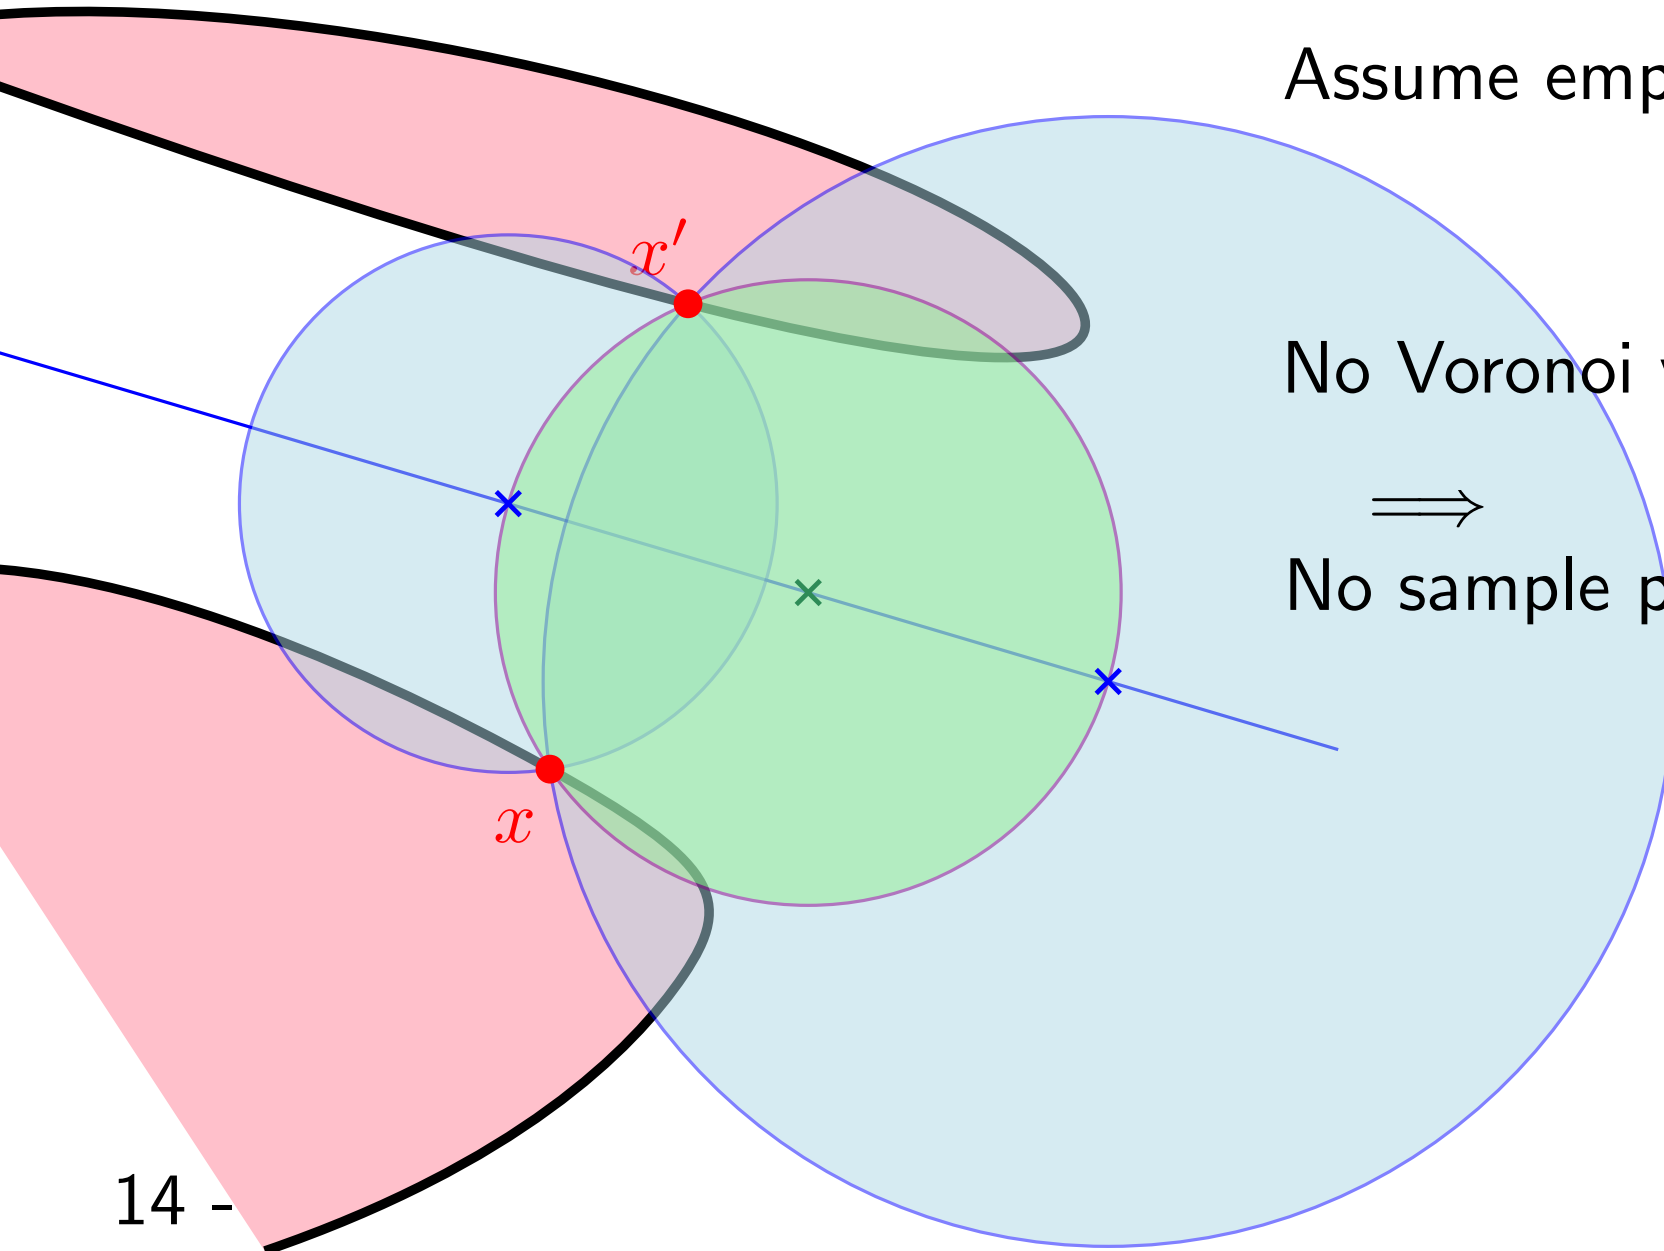 Assume emp
x′
No Voronoi
⟹
No sample p
x
14 -